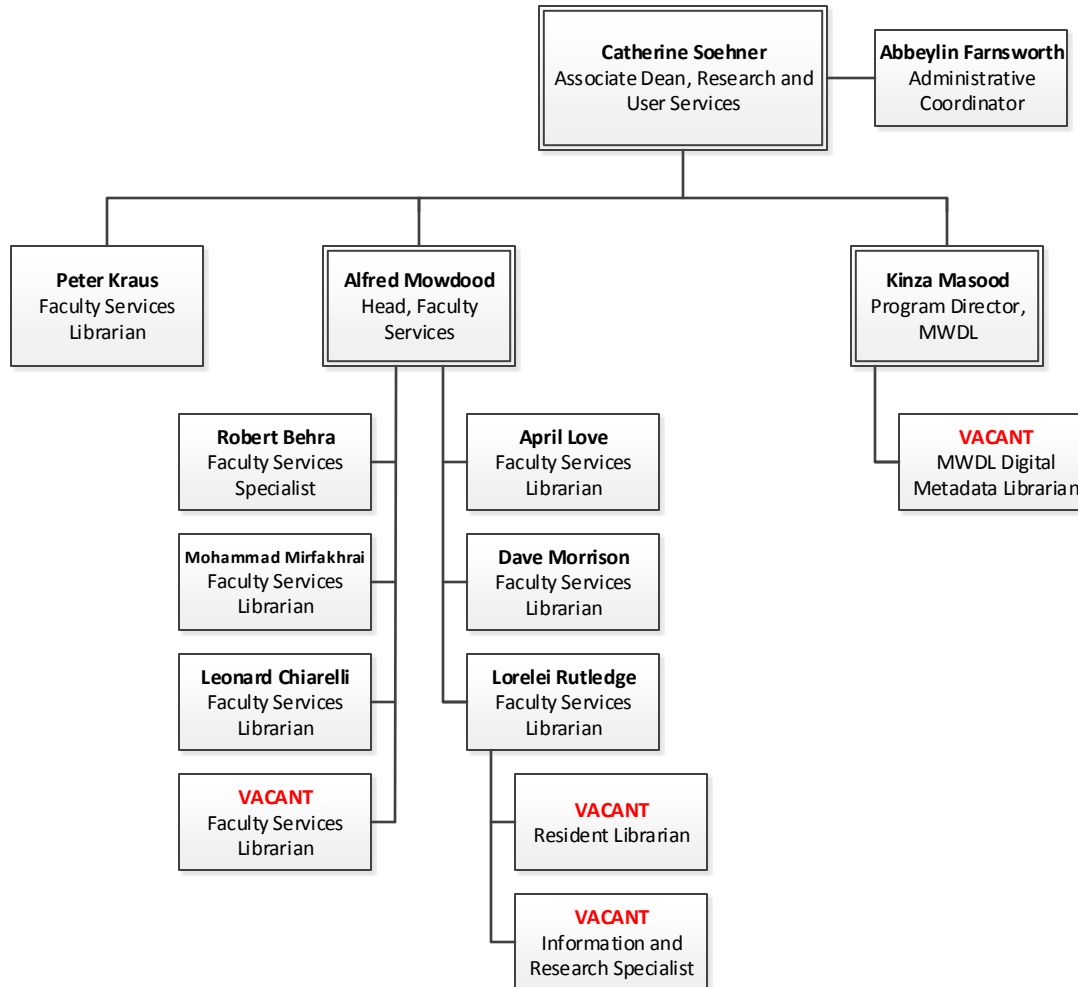 Catherine Soehner
Associate Dean, Research and
User Services
Abbeylin Farnsworth
Administrative
Coordinator
Peter Kraus
Faculty Services
Librarian
Alfred Mowdood
Head, Faculty
Services
Kinza Masood
Program Director,
MWDL
Robert Behra
Faculty Services
Specialist
Mohammad Mirfakhrai
Faculty Services
Librarian
Leonard Chiarelli
Faculty Services
Librarian
VACANT
Faculty Services
Librarian
April Love
Faculty Services
Librarian
Dave Morrison
Faculty Services
Librarian
Lorelei Rutledge
Faculty Services
Librarian
VACANT
Resident Librarian
VACANT
Information and
Research Specialist
VACANT
MWDL Digital
Metadata Librarian